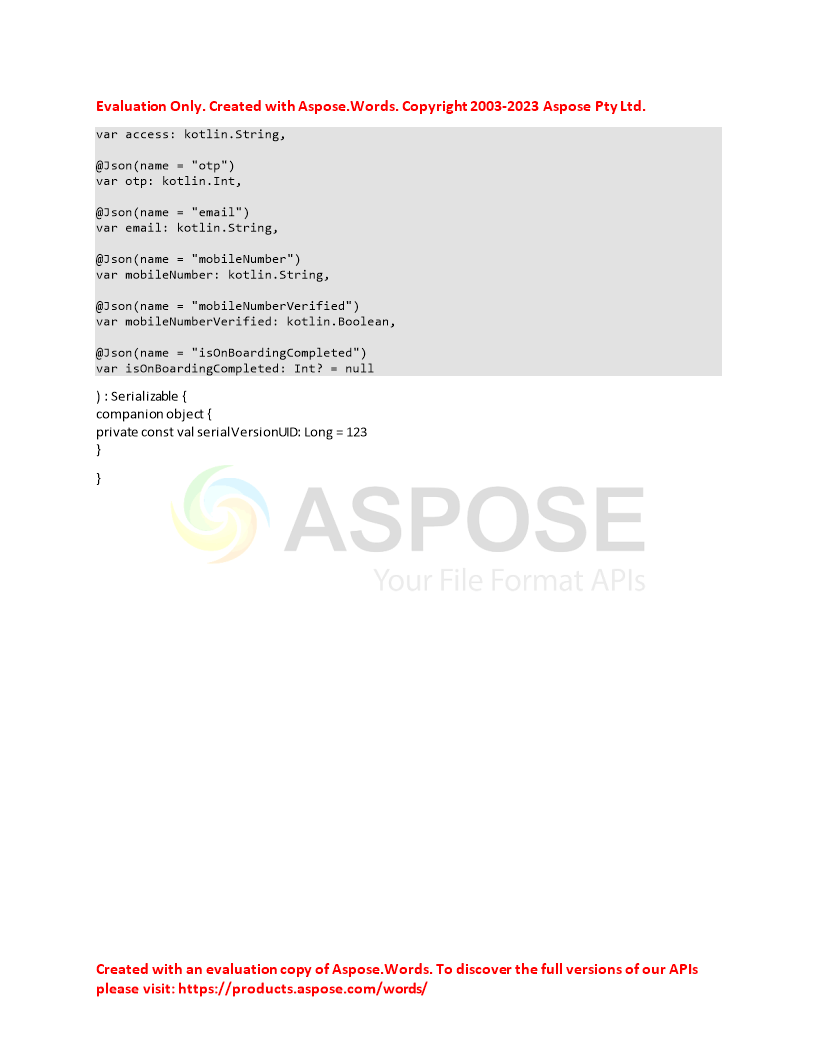 Evaluation Only. Created with Aspose.Words. Copyright 2003-2023 Aspose Pty Ltd.
var access: kotlin.String,
@Json(name = "otp")
var otp: kotlin.Int,
@Json(name = "email")
var email: kotlin.String,
@Json(name = "mobileNumber")
var mobileNumber: kotlin.String,
@Json(name = "mobileNumberVerified")
var mobileNumberVerified: kotlin.Boolean,
@Json(name = "isOnBoardingCompleted")
var isOnBoardingCompleted: Int? = null
) : Serializable {
companion object {
private const val serialVersionUID: Long = 123
}
}
ASPOSE
Your File Format APIs
Created with an evaluation copy of Aspose.Words. To discover the full versions of our APIs
please visit: https://products.aspose.com/words/